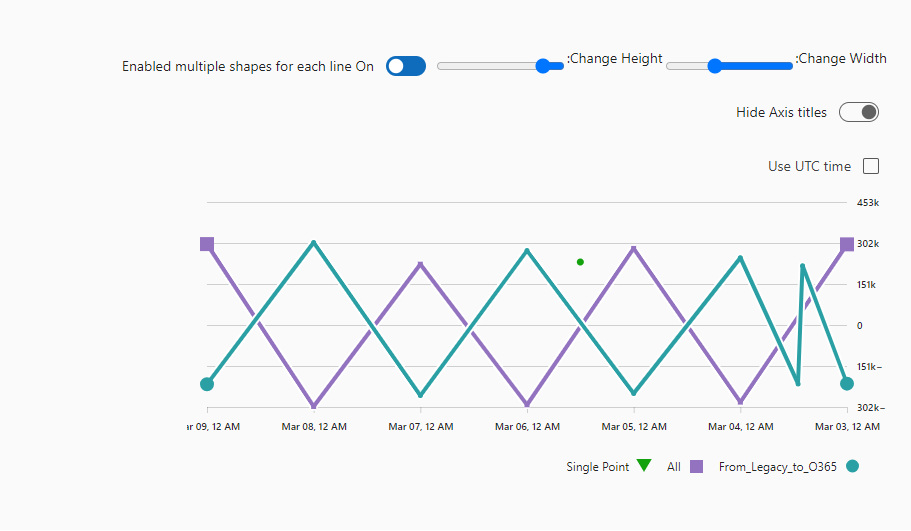 Enabled multiple shapes for each line On
:Change Height
:Change Width
Hide Axis titles
Use UTC time
453k
302k
151k
0
151k−
302k−
r 09, 12 AM
Mar 08, 12 AM
Mar 07, 12 AM
Mar 06, 12 AM
Mar 05, 12 AM
Mar 04, 12 AM
Mar 03, 12 AM
Single Point
All
From_Legacy_to_O365